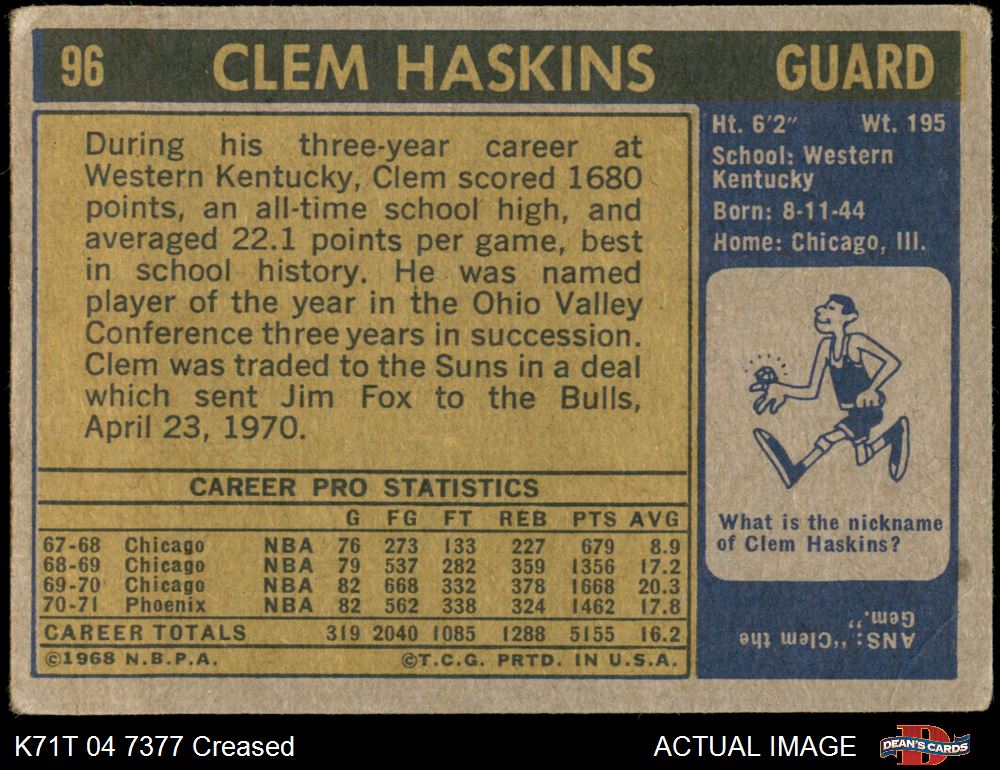 96 CLEM HASKINS GUARD
During his three-year career at
Western Kentucky, Clem scored 1680
points, an all-time school high, and
averaged 22.1 points per game, best
in school history. He was named
player of the year in the Ohio Valley
Conference three years in succession.
Clem was traded to the Suns in a deal
which sent Jim Fox to the Bulls,
April 23, 1970.
CAREER PRO STATISTICS
G FG FT REB PTS AVG
67-68 Chicago NBA 76 273 133 227 679 8.9
68-69 Chicago NBA 79 537 282 359 1356 17.2
69-70 Chicago NBA 82 668 332 378 1668 20.3
70-71 Phoenix NBA 82 562 338 324 1462 17.8
CAREER TOTALS 319 2040 1085 1288 5155 16.2
©1968 N.B.P.A. ©T.C.G. PRTD. IN U.S.A.
Ht. 6'2" Wt. 195
School: Western
Kentucky
Born: 8-11-44
Home: Chicago, Ill.
What is the nickname
of Clem Haskins?
ANS: "Clem the
Gem."
K71T 04 7377 Creased
ACTUAL IMAGE
DEAN'S CARDS